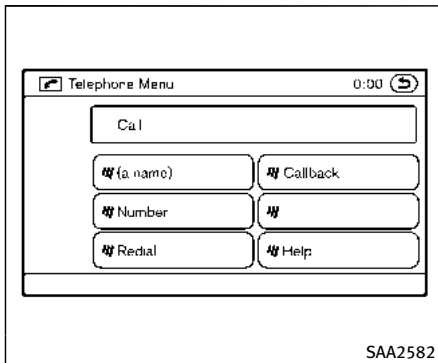 Telephone Menu 0:00
Call
(a name) Callback
Number
Redial Help
SAA2582